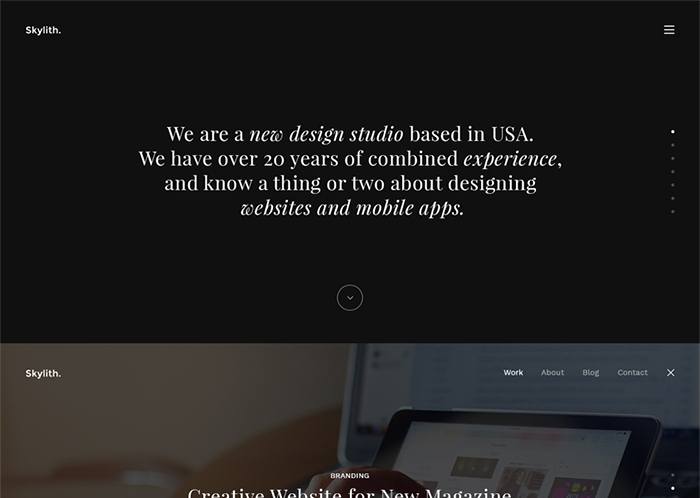 Skylith.
We are a new design studio based in USA.
We have over 20 years of combined experience,
and know a thing or two about designing
websites and mobile apps.
Skylith.
Work About Blog Contact
BRANDING
Creative Website for New Magazine